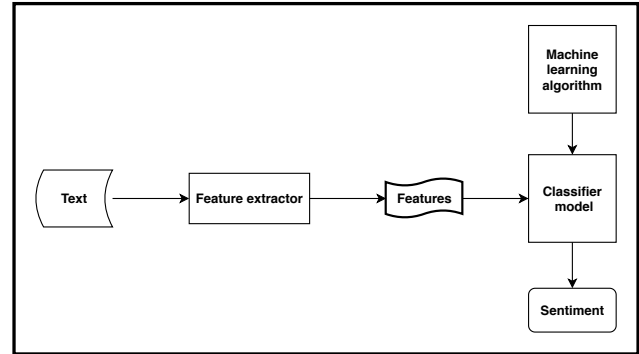 Machine
learning
algorithm
Text
Feature extractor
Features
Classifier
model
Sentiment